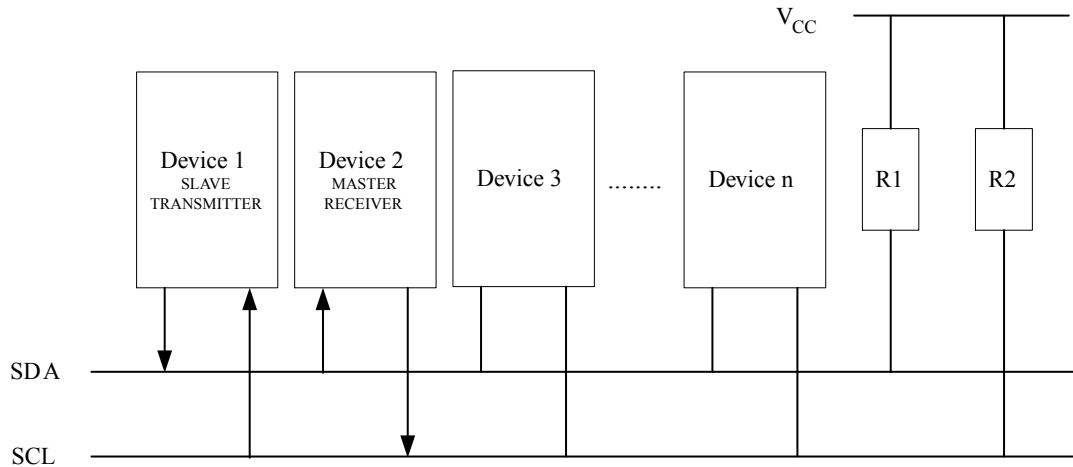 VCC
Device 1
SLAVE
TRANSMITTER
Device 2
MASTER
RECEIVER
Device 3
........
Device n
R1
R2
SDA
SCL